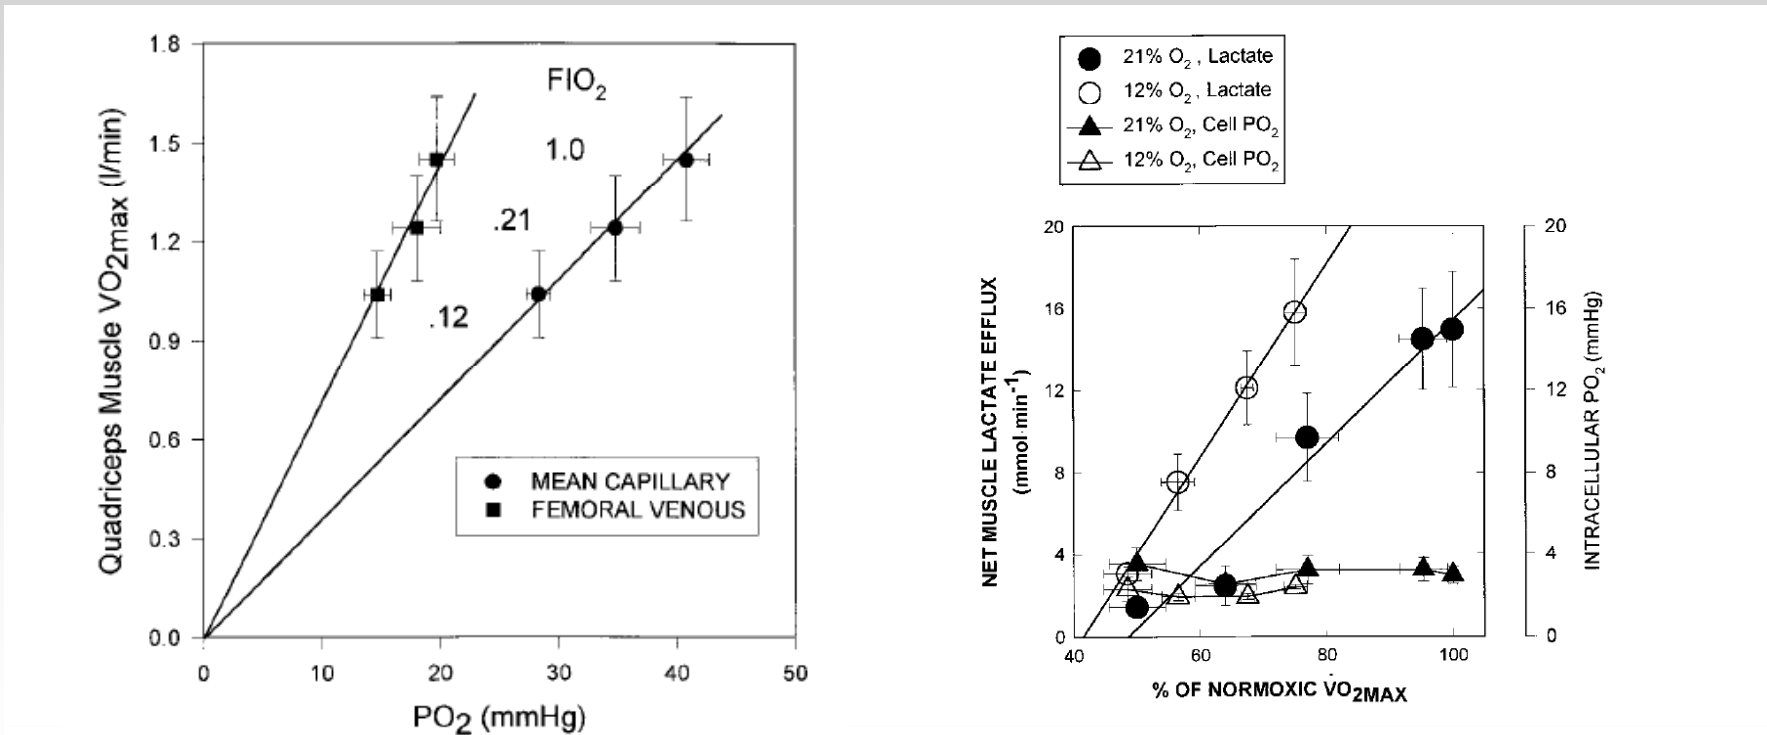 1.8
1.5
1.2
0.9
0.6
0.3
0.0
Quadriceps Muscle VO2max (l/min)
FIO2
1.0
.21
.12
MEAN CAPILLARY
FEMORAL VENOUS
0 10 20 30 40 50
PO2 (mmHg)
21% O2 , Lactate
12% O2 , Lactate
21% O2, Cell PO2
12% O2, Cell PO2
NET MUSCLE LACTATE EFFLUX
(mmol·min-1)
20
16
12
8
4
0
20
16
12
8
4
0
INTRACELLULAR PO2 (mmHg)
40 60 80 100
% OF NORMOXIC V̇O2MAX